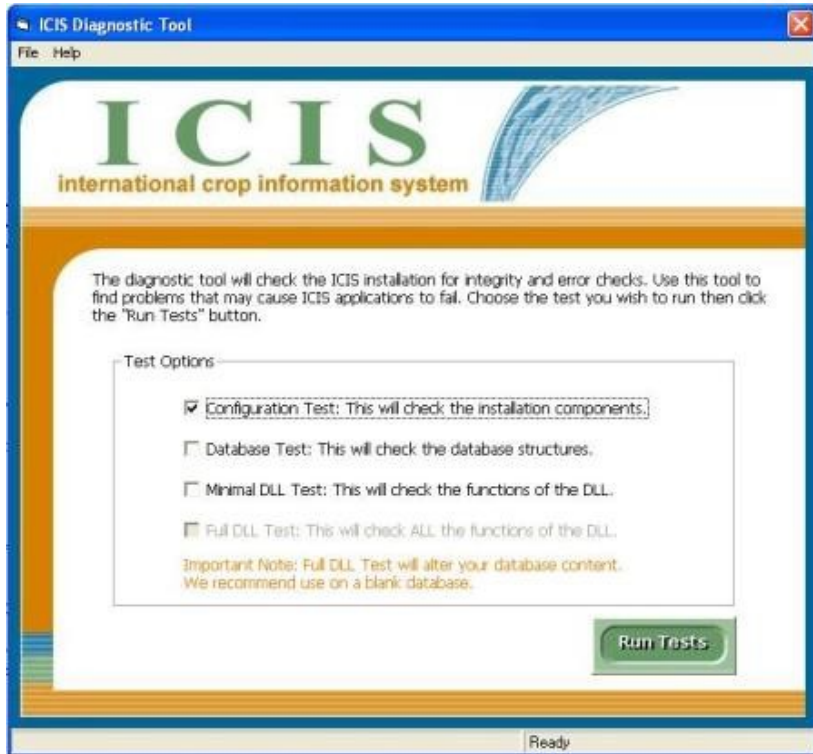 ICIS Diagnostic Tool
File Help
ICIS
international crop information system
The diagnostic tool will check the ICIS installation for integrity and error checks. Use this tool to
find problems that may cause ICIS applications to fail. Choose the test you wish to run then click
the "Run Tests" button.
Test Options
Configuration Test: This will check the installation components.
Database Test: This will check the database structures.
Minimal DLL Test: This will check the functions of the DLL.
Full DLL Test: This will check ALL the functions of the DLL.
Important Note: Full DLL Test will alter your database content.
We recommend use on a blank database.
Run Tests
Ready